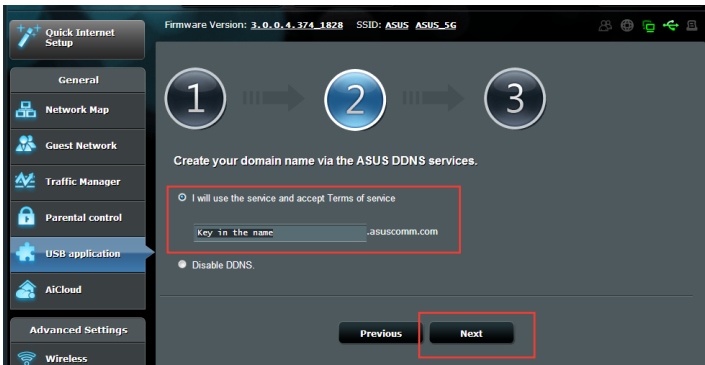 Quick Internet
Setup
Firmware Version: 3.0.0.4.374_1828 SSID: ASUS ASUS_5G
General
Network Map
Guest Network
Traffic Manager
Parental control
USB application
AiCloud
Advanced Settings
Wireless
1
2
3
Create your domain name via the ASUS DDNS services.
I will use the service and accept Terms of service
Key in the name .asuscomm.com
Disable DDNS.
Previous
Next